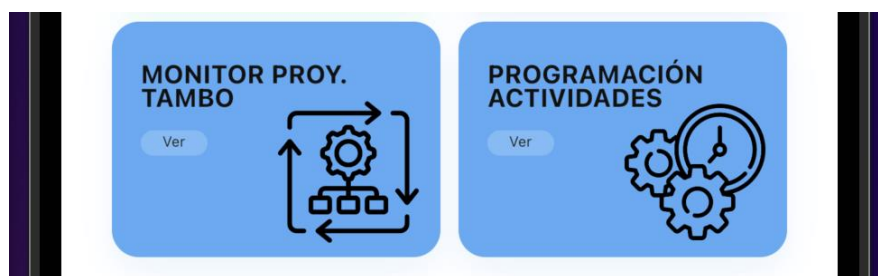 MONITOR PROY.
TAMBO
Ver
PROGRAMACIÓN
ACTIVIDADES
Ver